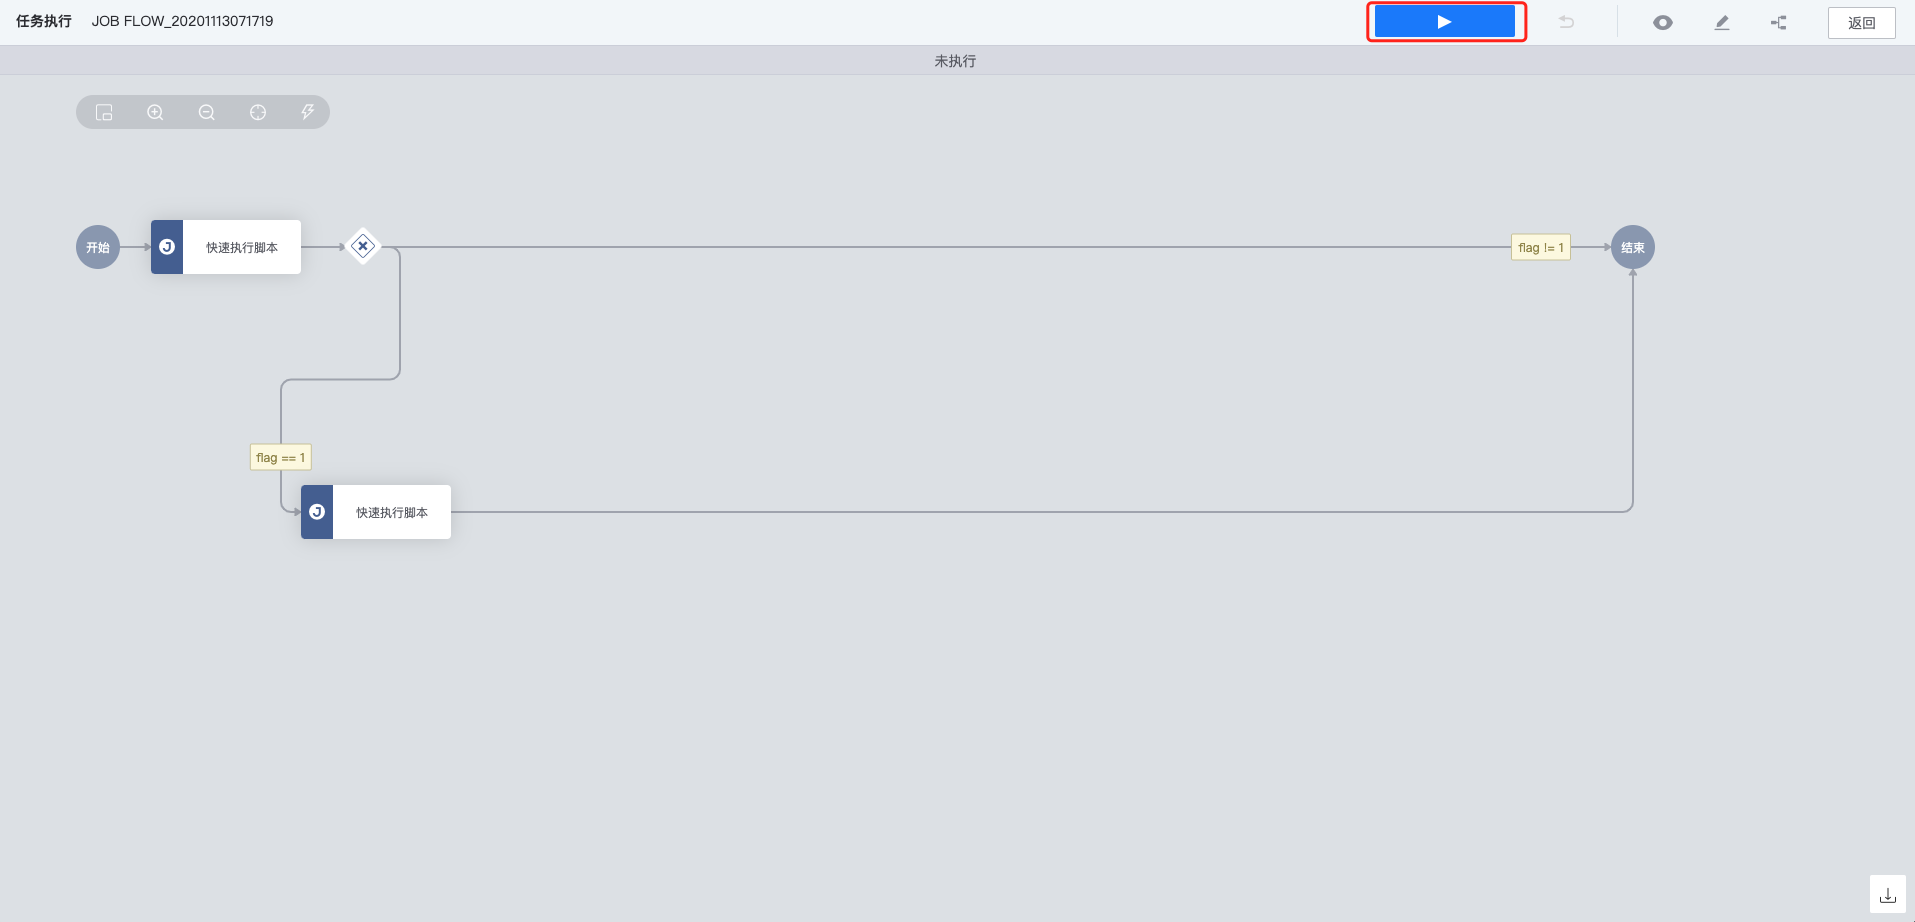 任务执行 JOB FLOW_20201113071719
返回
未执行
开始
快速执行脚本
flag != 1
结束
flag == 1
快速执行脚本